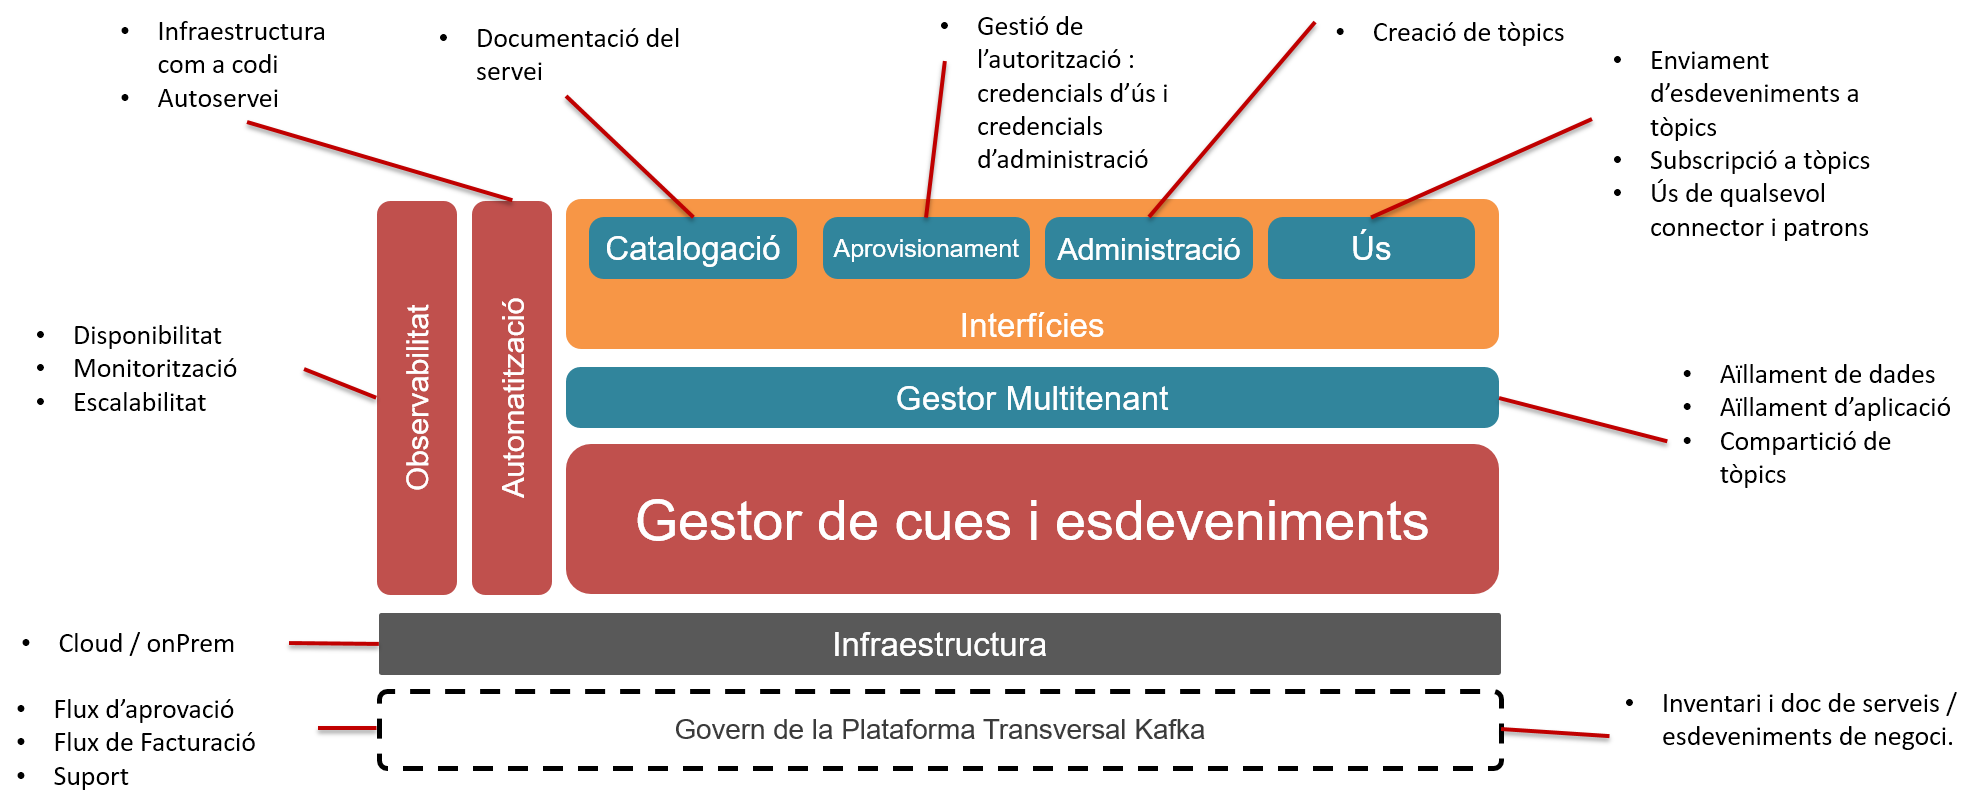 • Infraestructura
com a codi
• Autoservei
• Documentació del
servei
• Gestió de
l’autorització :
credencials d’ús i
credencials
d’administració
• Creació de tòpics
• Enviament
d’esdeveniments a
tòpics
• Subscripció a tòpics
• Ús de qualsevol
connector i patrons
Catalogació
Aprovisionament
Administració
Ús
Interfícies
• Disponibilitat
• Monitorització
• Escalabilitat
Observabilitat
Automatització
Gestor Multitenant
• Aïllament de dades
• Aïllament d’aplicació
• Compartició de
tòpics
Gestor de cues i esdeveniments
• Cloud / onPrem
Infraestructura
• Flux d’aprovació
• Flux de Facturació
• Suport
Govern de la Plataforma Transversal Kafka
• Inventari i doc de serveis /
esdeveniments de negoci.